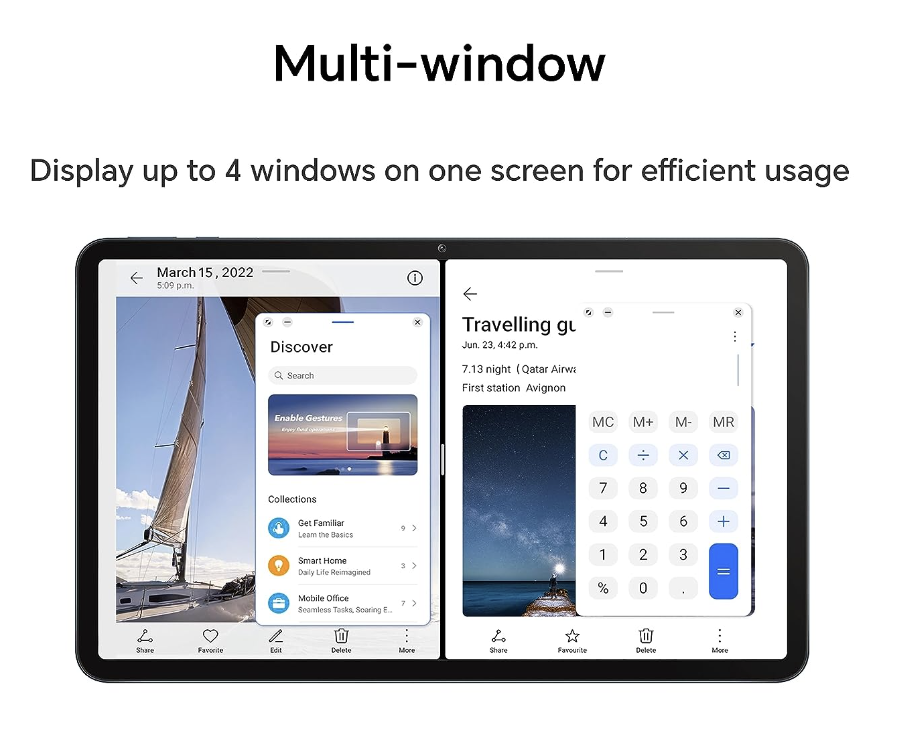 Multi-window
Display up to 4 windows on one screen for efficient usage
March 15, 2022
5:09 p.m.
Discover
Search
Enable Gestures
Collections
Get Familiar
Learn the Basics
9
Smart Home
Daily Life Reimagined
3
Mobile Office
Seamless Tasks, Soaring E...
7
Share Favorite Edit Delete More
Travelling gu
Jun. 23, 4:42 p.m.
7.13 night ( Qatar Airwa
First station Avignon
MC M+ M- MR
C ÷ ×
7 8 9 −
4 5 6 +
1 2 3
% 0 . =
Share Favourite Delete More